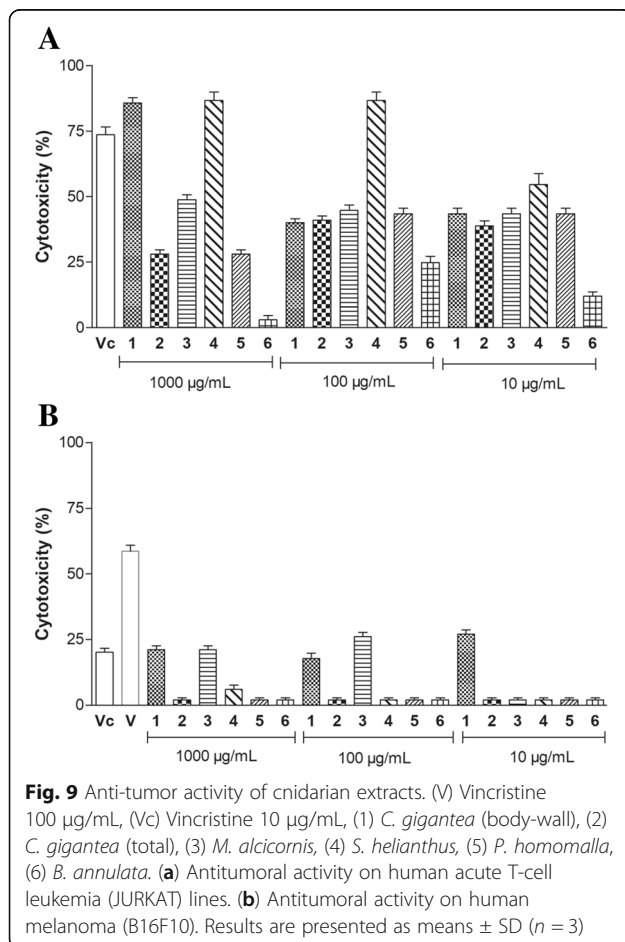 A
100
75
50
25
0
Cytotoxicity (%)
Vc 1 2 3 4 5 6 1 2 3 4 5 6 1 2 3 4 5 6
1000 µg/mL 100 µg/mL 10 µg/mL
B
100
75
50
25
0
Cytotoxicity (%)
Vc V 1 2 3 4 5 6 1 2 3 4 5 6 1 2 3 4 5 6
1000 µg/mL 100 µg/mL 10 µg/mL
Fig. 9 Anti-tumor activity of cnidarian extracts. (V) Vincristine
100 µg/mL, (Vc) Vincristine 10 µg/mL, (1) C. gigantea (body-wall), (2)
C. gigantea (total), (3) M. alcicornis, (4) S. helianthus, (5) P. homomalla,
(6) B. annulata. (a) Antitumoral activity on human acute T-cell
leukemia (JURKAT) lines. (b) Antitumoral activity on human
melanoma (B16F10). Results are presented as means ± SD (n = 3)